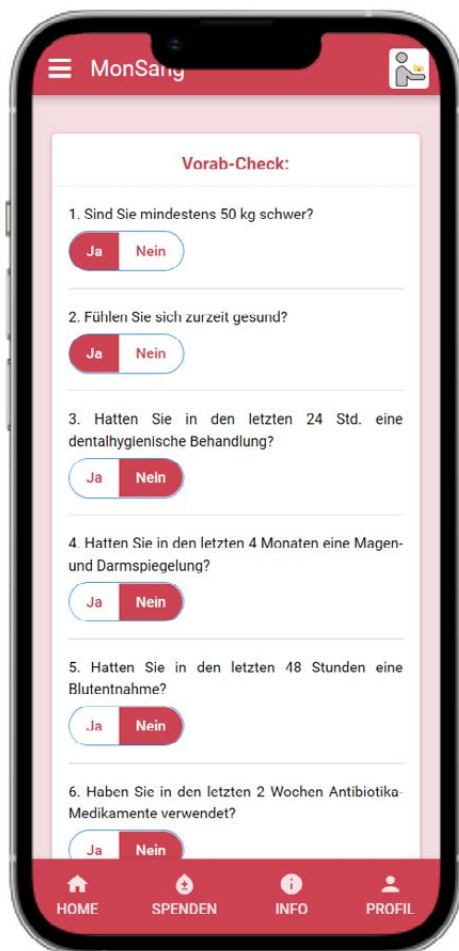 MonSang
Vorab-Check:
1. Sind Sie mindestens 50 kg schwer?
Ja Nein
2. Fühlen Sie sich zurzeit gesund?
Ja Nein
3. Hatten Sie in den letzten 24 Std. eine
dentalhygienische Behandlung?
Ja Nein
4. Hatten Sie in den letzten 4 Monaten eine Magen-
und Darmspiegelung?
Ja Nein
5. Hatten Sie in den letzten 48 Stunden eine
Blutentnahme?
Ja Nein
6. Haben Sie in den letzten 2 Wochen Antibiotika-
Medikamente verwendet?
Ja Nein
HOME SPENDEN INFO PROFIL